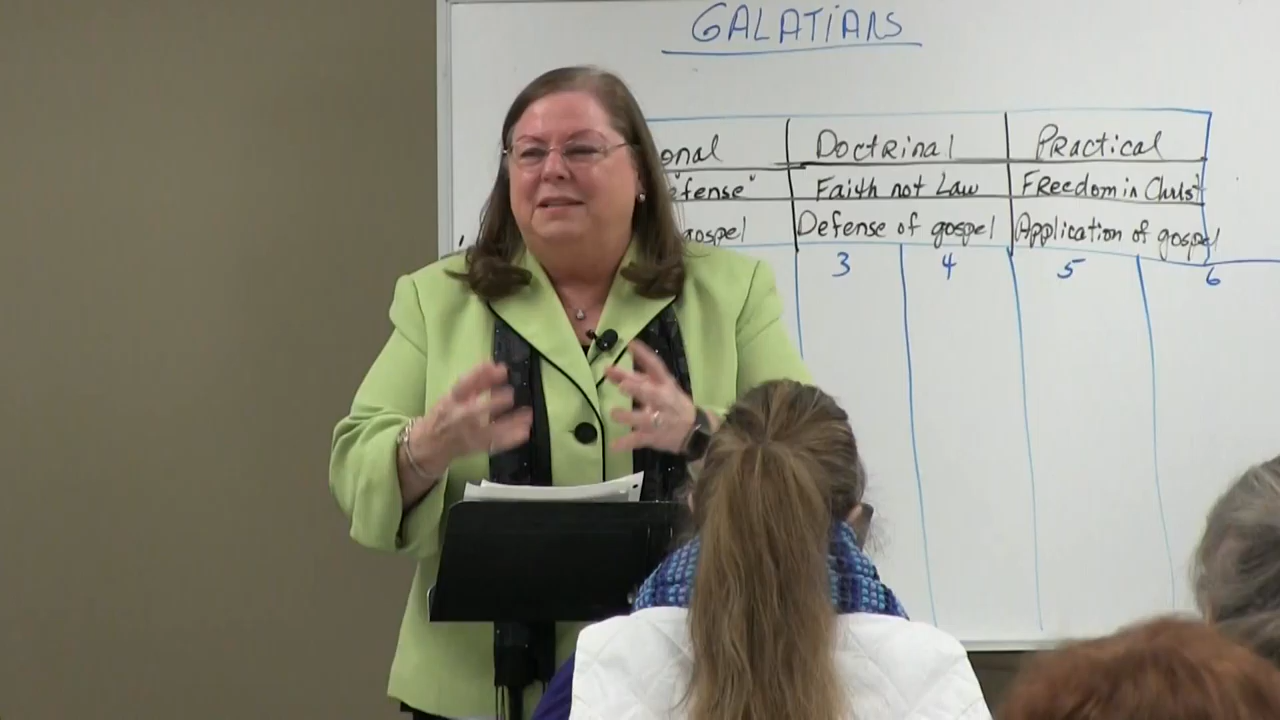 GALATIANS
onal Doctrinal Practical
efense" Faith not Law Freedom in Christ
gospel Defense of gospel Application of gospel
3 4 5 6